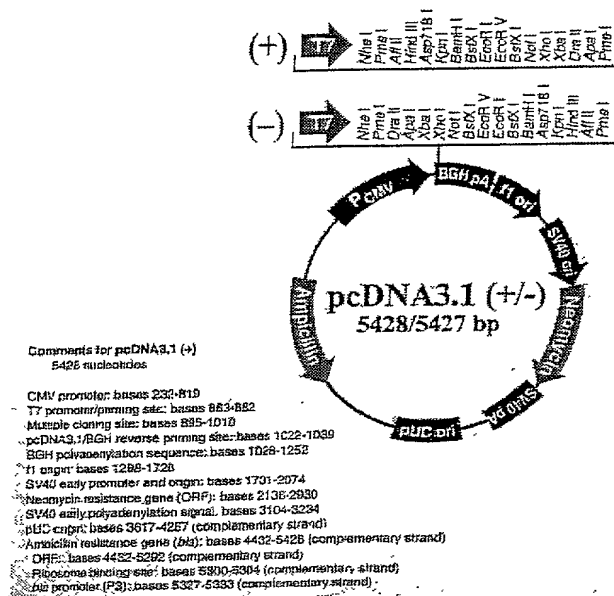 (+) T7 Nhe I Pme I Afl II Hind III Asp718 I Kpn I BamH I BstX I EcoR I EcoR V BstX I Not I Xho I Xba I Dra II Apa I Pme I
(−) T7 Nhe I Pme I Dra II Apa I Xba I Xho I Not I BstX I EcoR V EcoR I BstX I BamH I Asp718 I Kpn I Hind III Afl II Pme I
P CMV
BGH pA
f1 ori
SV40 ori
Neomycin
SV40 pA
pUC ori
Ampicillin
pcDNA3.1 (+/-)
5428/5427 bp
Comments for pcDNA3.1 (+)
5428 nucleotides
CMV promoter: bases 232-819
T7 promoter/priming site: bases 863-882
Multiple cloning site: bases 895-1010
pcDNA3.1/BGH reverse priming site: bases 1022-1039
BGH polyadenylation sequence: bases 1028-1252
f1 origin: bases 1298-1726
SV40 early promoter and origin: bases 1731-2074
Neomycin resistance gene (ORF): bases 2136-2930
SV40 early polyadenylation signal: 3104-3234
pUC origin: bases 3617-4287 (complementary strand)
Ampicillin resistance gene (bla): bases 4432-5428 (complementary strand)
ORF: bases 4432-5292 (complementary strand)
Ribosome binding site: bases 5300-5304 (complementary strand)
bla promoter (P3): bases 5327-5333 (complementary strand)